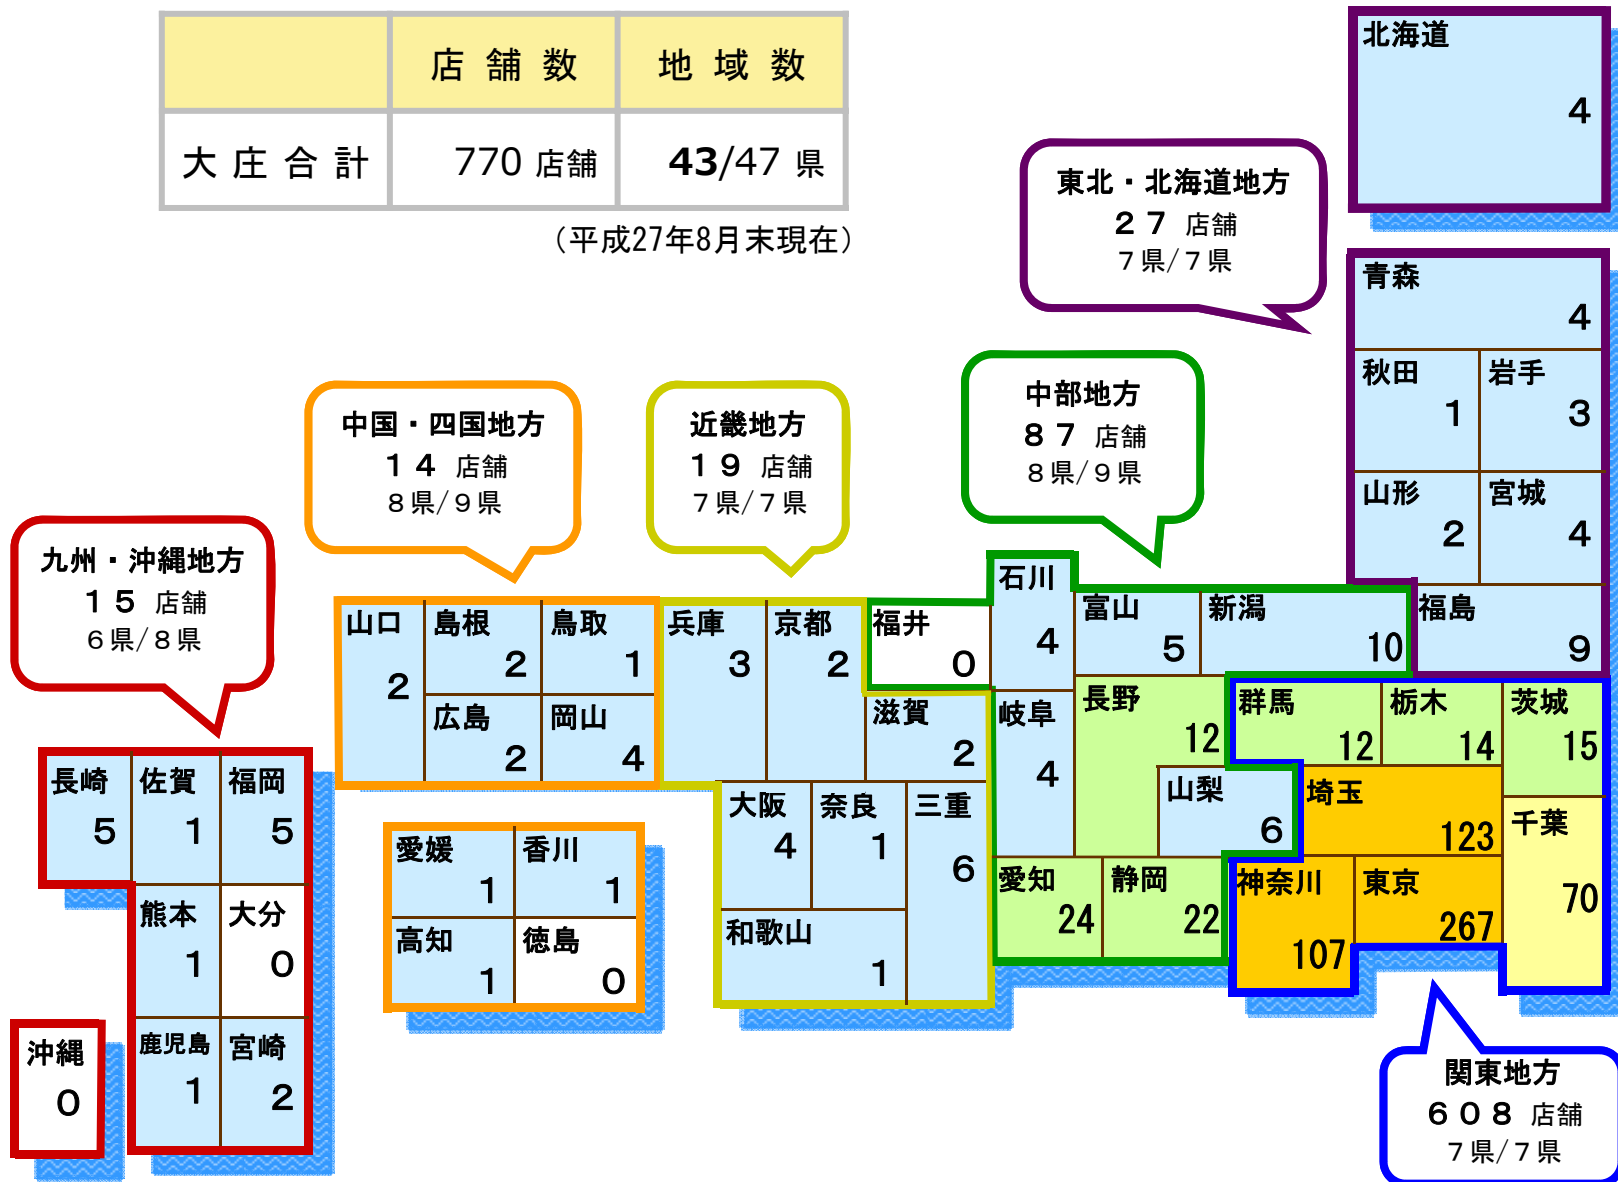 店 舗 数 地 域 数
大 庄 合 計 770 店舗 43/47 県
（平成27年8月末現在）
北海道
4
東北・北海道地方
２７ 店舗
７県/７県
青森
4
秋田 岩手
1 3
山形 宮城
2 4
福島
9
中部地方
８７ 店舗
８県/９県
近畿地方
１９ 店舗
７県/７県
中国・四国地方
１４ 店舗
８県/９県
九州・沖縄地方
１５ 店舗
６県/８県
石川
4
富山 新潟
5 10
福井
0
岐阜
4
長野
12
山梨
6
愛知 静岡
24 22
兵庫 京都
3 2
滋賀
2
大阪 奈良 三重
4 1 6
和歌山
1
山口 島根 鳥取
2 2 1
広島 岡山
2 4
愛媛 香川
1 1
高知 徳島
1 0
長崎 佐賀 福岡
5 1 5
熊本 大分
1 0
鹿児島 宮崎
1 2
沖縄
0
群馬 栃木 茨城
12 14 15
埼玉 千葉
123 70
神奈川 東京
107 267
関東地方
６０８ 店舗
７県/７県